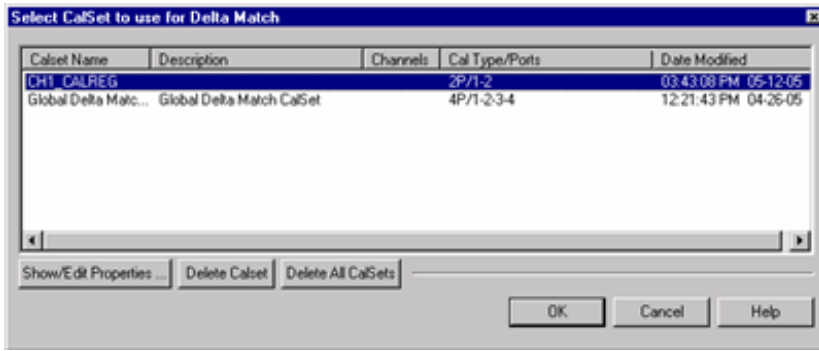 Select CalSet to use for Delta Match
Calset Name Description Channels Cal Type/Ports Date Modified
CH1_CALREG 2P/1-2 03:43:08 PM 05-12-05
Global Delta Matc... Global Delta Match CalSet 4P/1-2-3-4 12:21:43 PM 04-26-05
Show/Edit Properties ... Delete Calset Delete All CalSets
OK Cancel Help